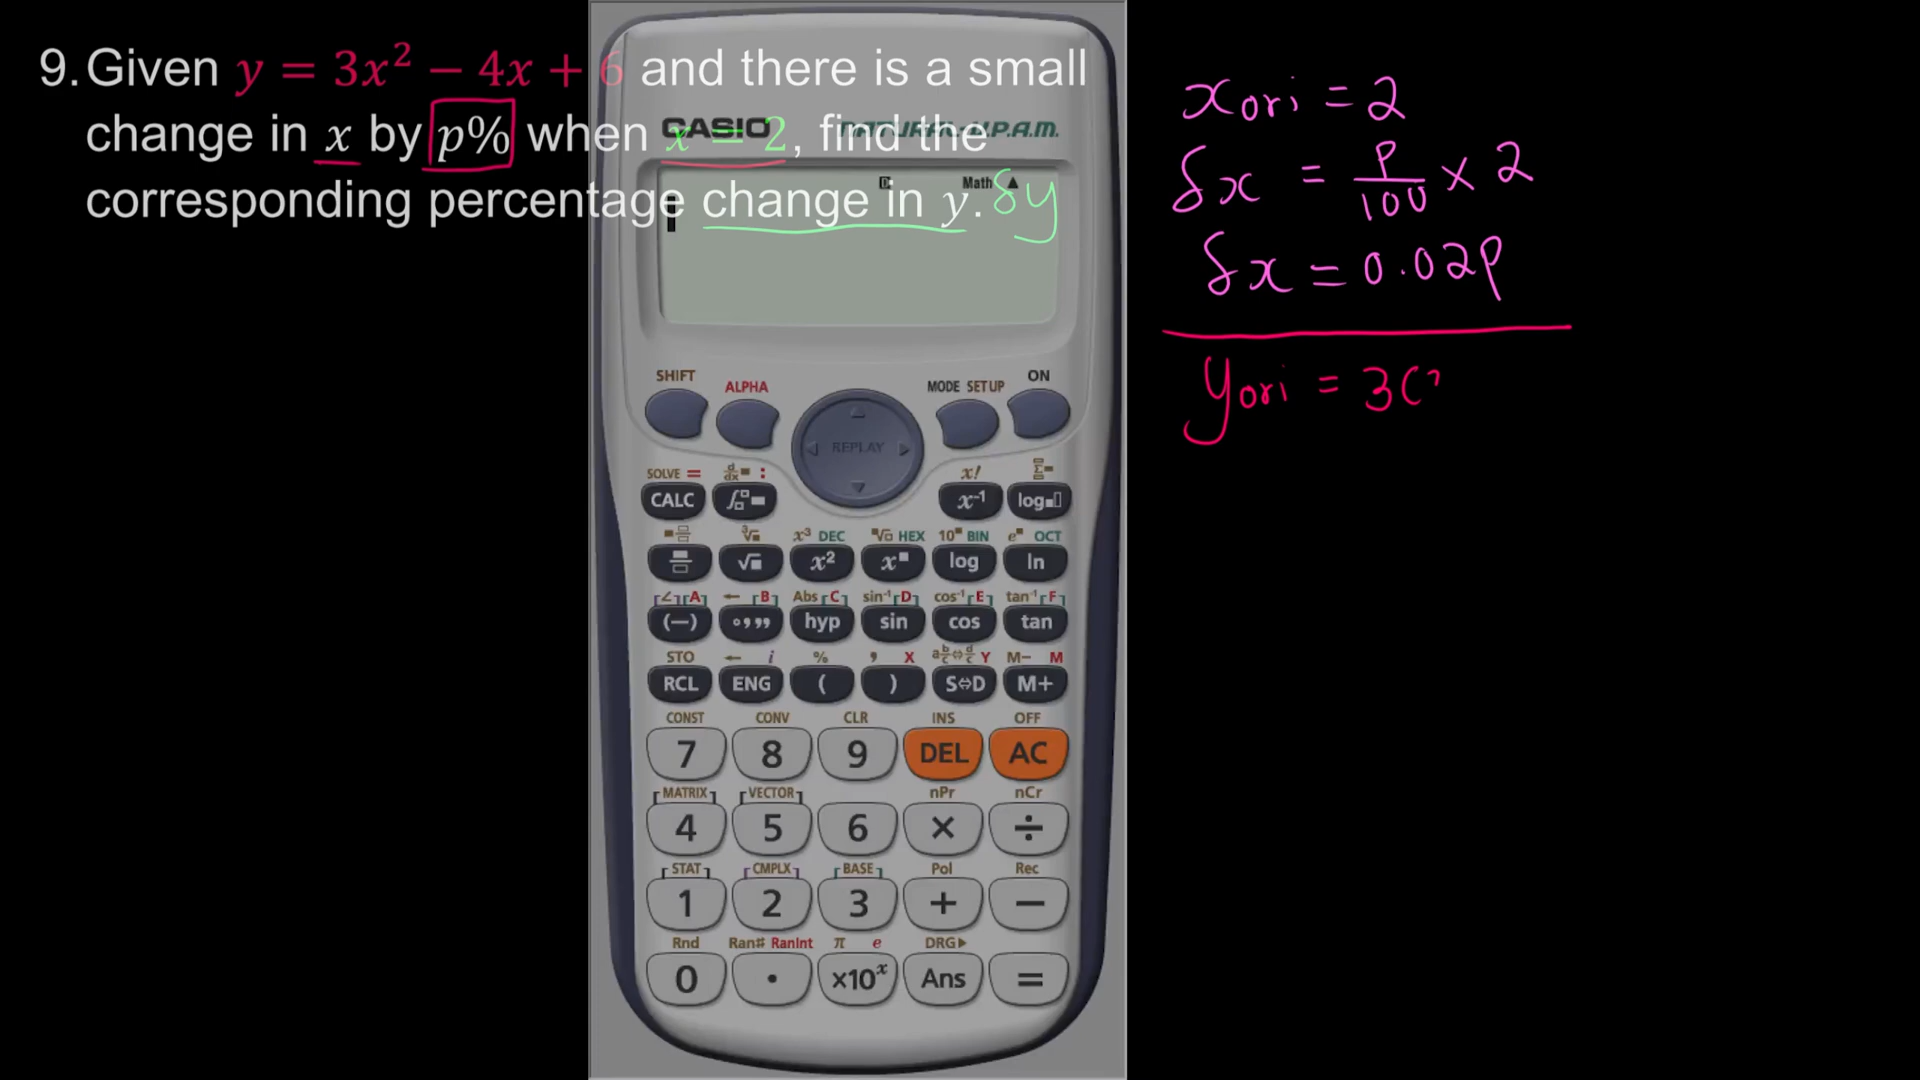 9. Given y = 3x² − 4x + 6 and there is a small
change in x by p% when x = 2, find the
corresponding percentage change in y. δy
xori = 2
δx = p/100 × 2
δx = 0.02p
yori = 3(
CASIO
D Math ▲
SHIFT ALPHA MODE SETUP ON
REPLAY
SOLVE = d/dx : x! Σ
CALC ∫ x⁻¹ log
³√ x³ DEC √ HEX 10 BIN e OCT
√ x² x log ln
∠ A ← B Abs C sin⁻¹ D cos⁻¹ E tan⁻¹ F
(−) ° , ,, hyp sin cos tan
STO ← i % , X a b/c ⇔ d/c Y M− M
RCL ENG ( ) S⇔D M+
CONST CONV CLR INS OFF
7 8 9 DEL AC
MATRIX VECTOR nPr nCr
4 5 6 × ÷
STAT CMPLX BASE Pol Rec
1 2 3 + −
Rnd Ran# RanInt π e DRG▶
0 . ×10ˣ Ans =